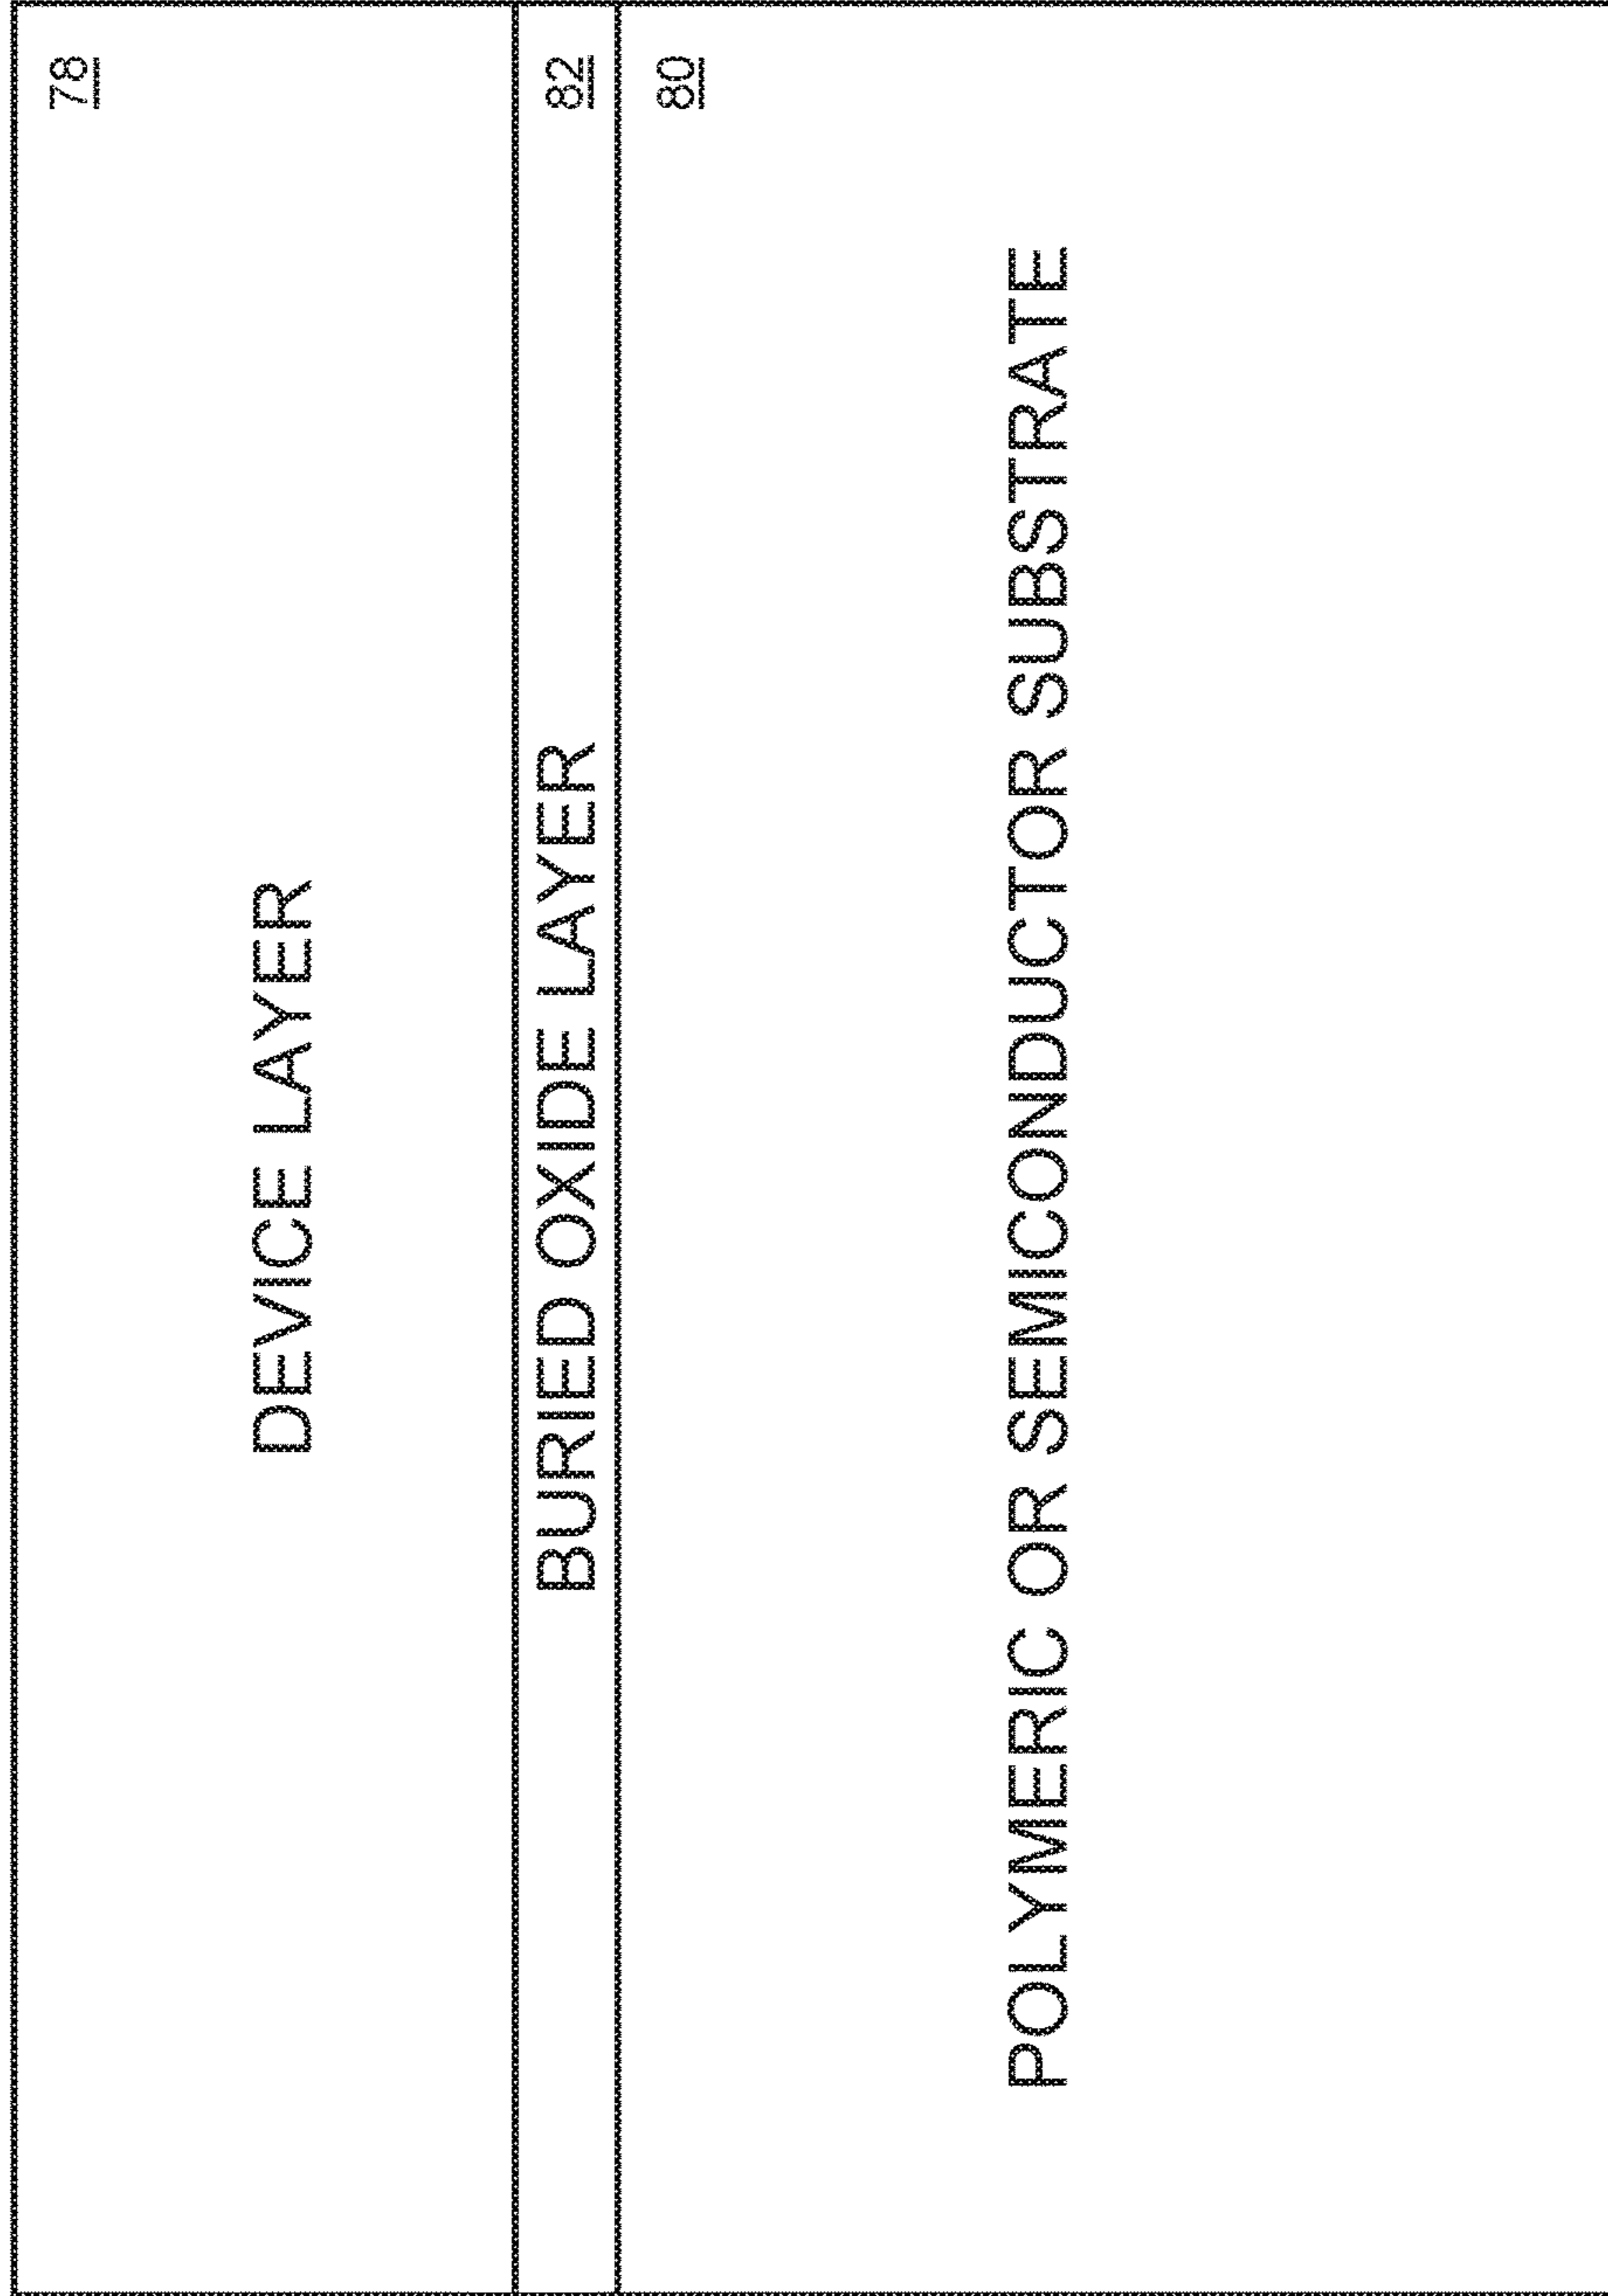 78
DEVICE LAYER
82
BURIED OXIDE LAYER
80
POLYMERIC OR SEMICONDUCTOR SUBSTRATE